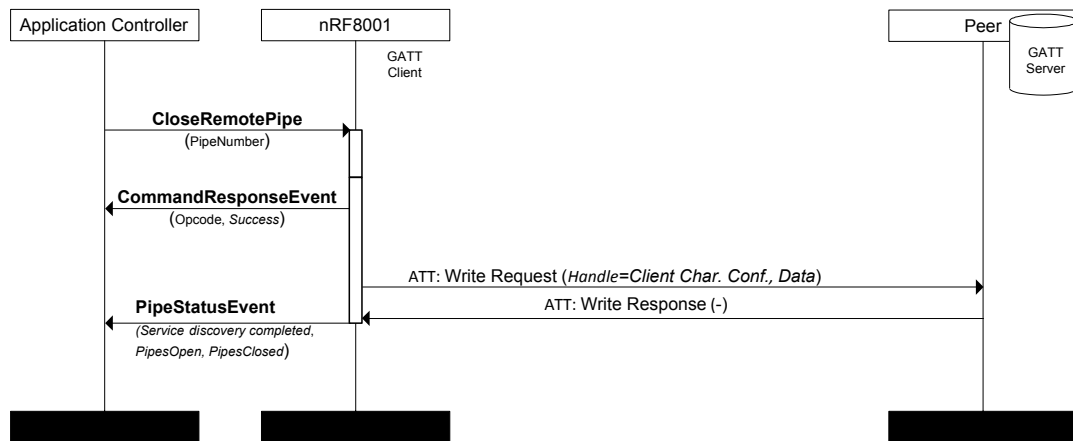 Application Controller
nRF8001
Peer
GATT
Client
GATT
Server
CloseRemotePipe
(PipeNumber)
CommandResponseEvent
(Opcode, Success)
ATT: Write Request (Handle=Client Char. Conf., Data)
ATT: Write Response (-)
PipeStatusEvent
(Service discovery completed,
PipesOpen, PipesClosed)